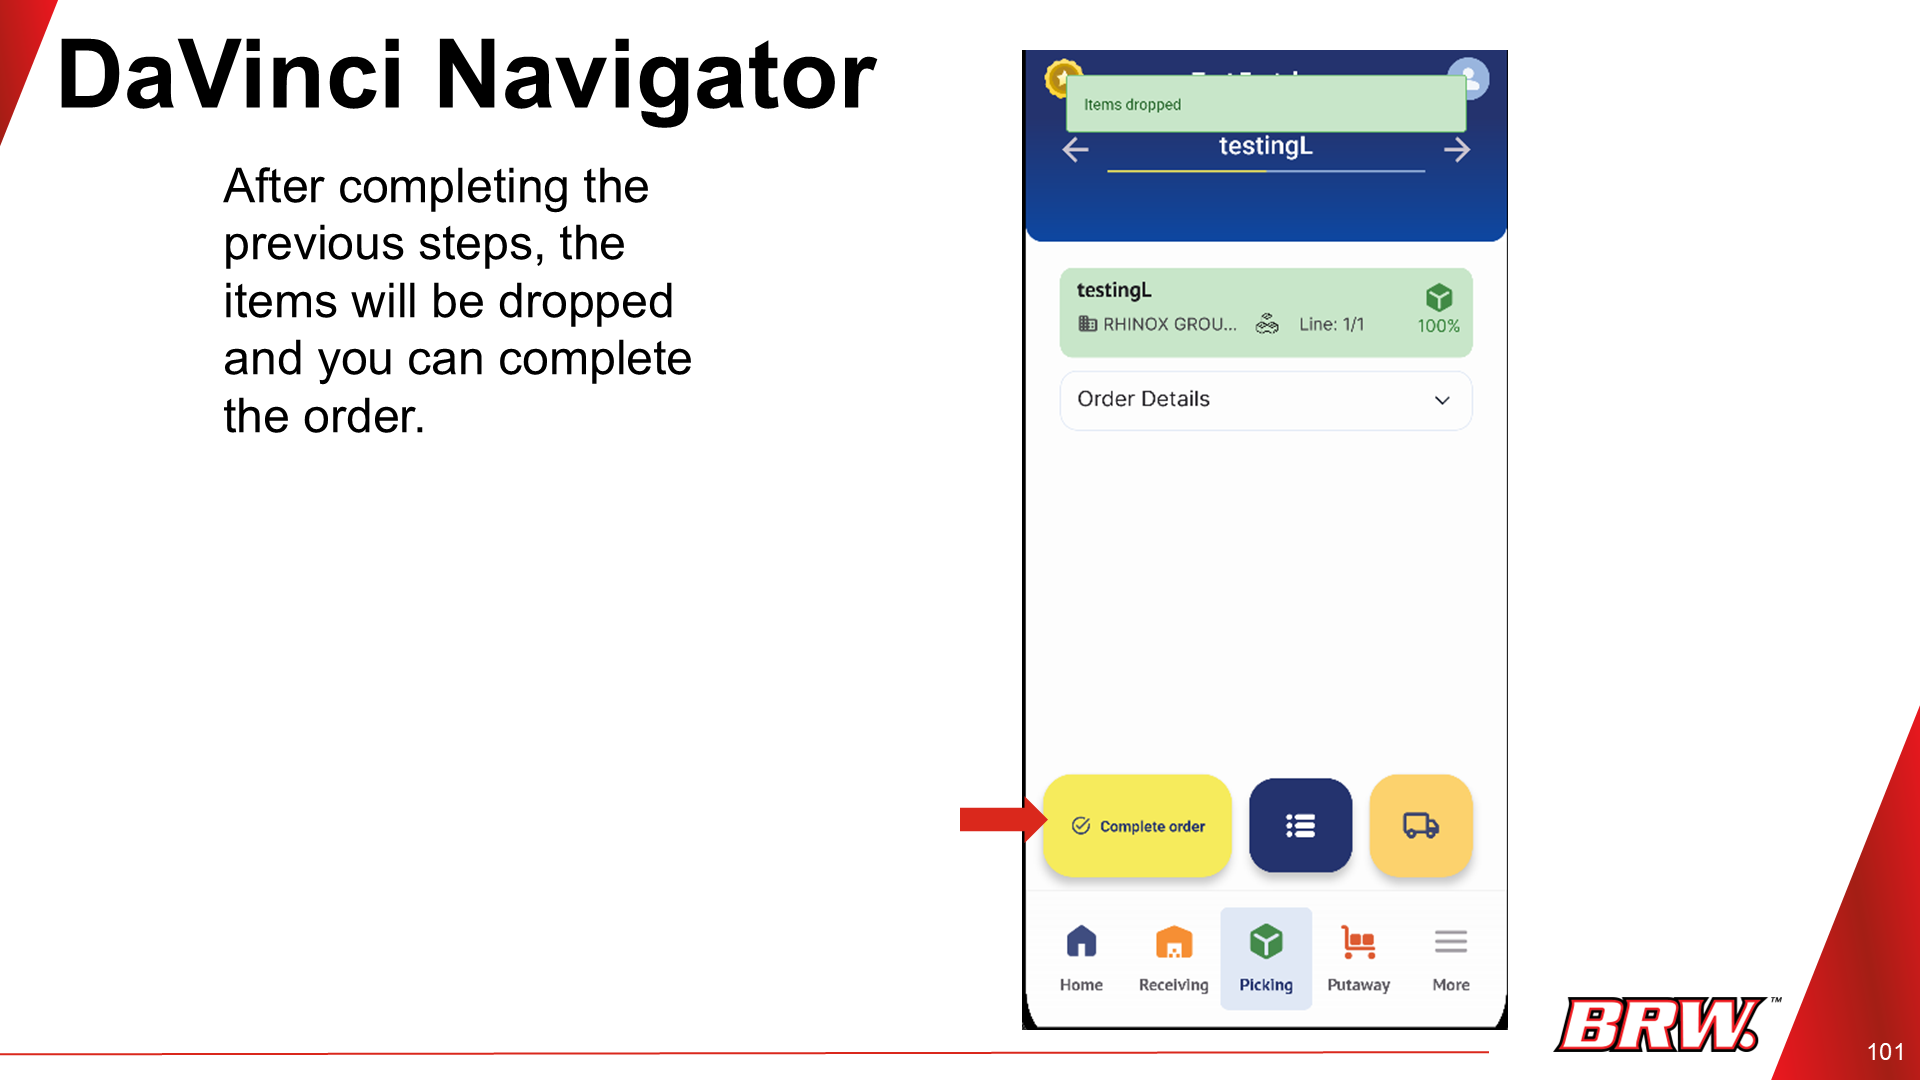 DaVinci Navigator
After completing the
previous steps, the
items will be dropped
and you can complete
the order.
Items dropped
testingL
testingL
RHINOX GROU... Line: 1/1 100%
Order Details
Complete order
Home Receiving Picking Putaway More
BRW.™
101